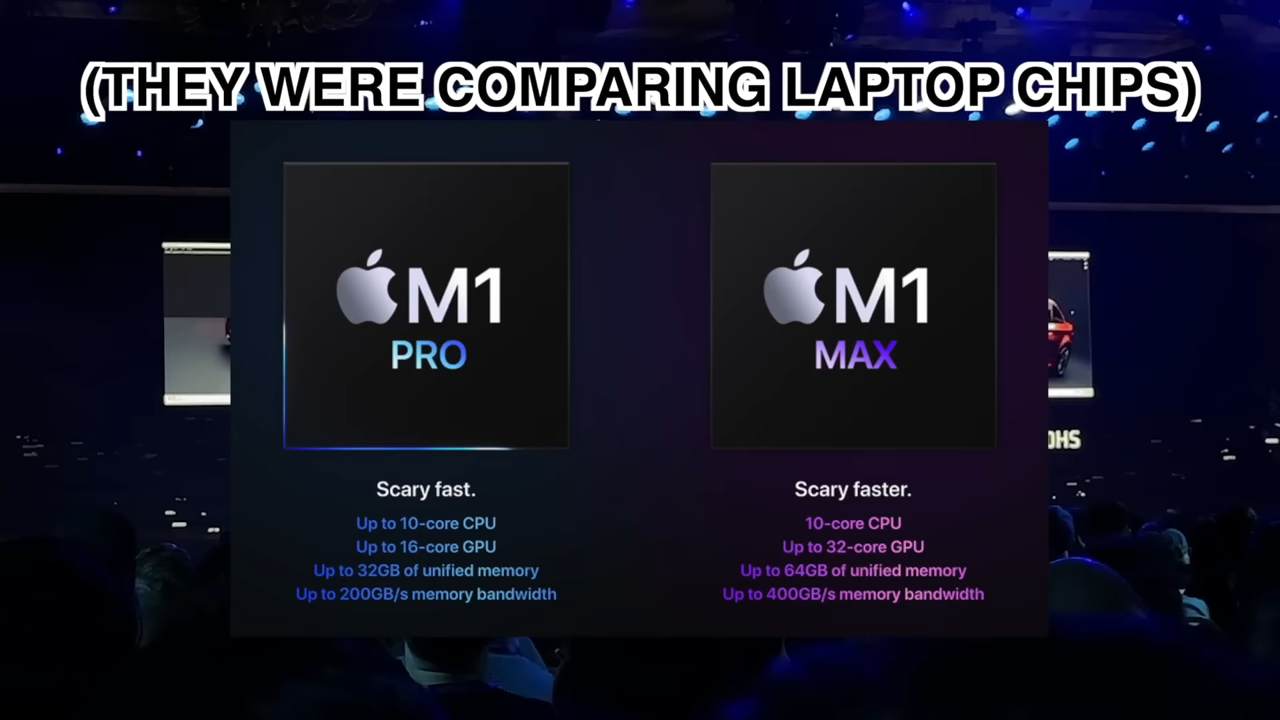 (THEY WERE COMPARING LAPTOP CHIPS)
M1
PRO
Scary fast.
Up to 10-core CPU
Up to 16-core GPU
Up to 32GB of unified memory
Up to 200GB/s memory bandwidth
M1
MAX
Scary faster.
10-core CPU
Up to 32-core GPU
Up to 64GB of unified memory
Up to 400GB/s memory bandwidth